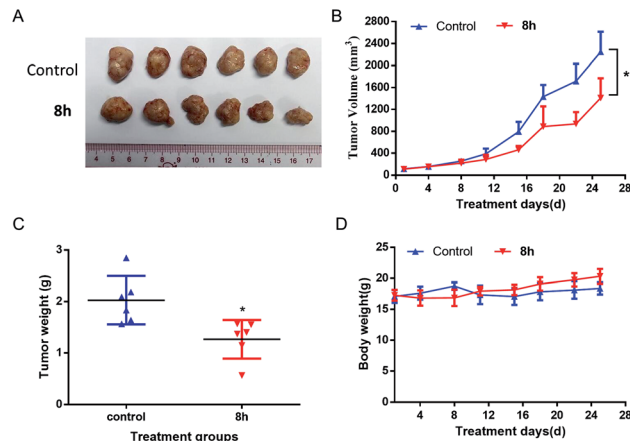 A
Control
8h
4 5 6 7 8 9 10 11 12 13 14 15 16 17
B
Control
8h
Tumor Volume (mm³)
2800
2400
2000
1600
1200
800
400
0
*
0 4 8 12 16 20 24 28
Treatment days(d)
C
Tumor weight (g)
3
2
1
0
*
control
8h
Treatment groups
D
Control
8h
Body weight(g)
25
20
15
10
5
0
4 8 12 16 20 24 28
Treatment days(d)